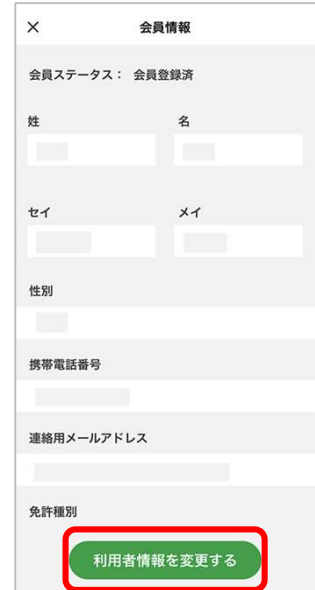 × 会員情報
会員ステータス： 会員登録済
姓 名
セイ メイ
性別
携帯電話番号
連絡用メールアドレス
免許種別
利用者情報を変更する